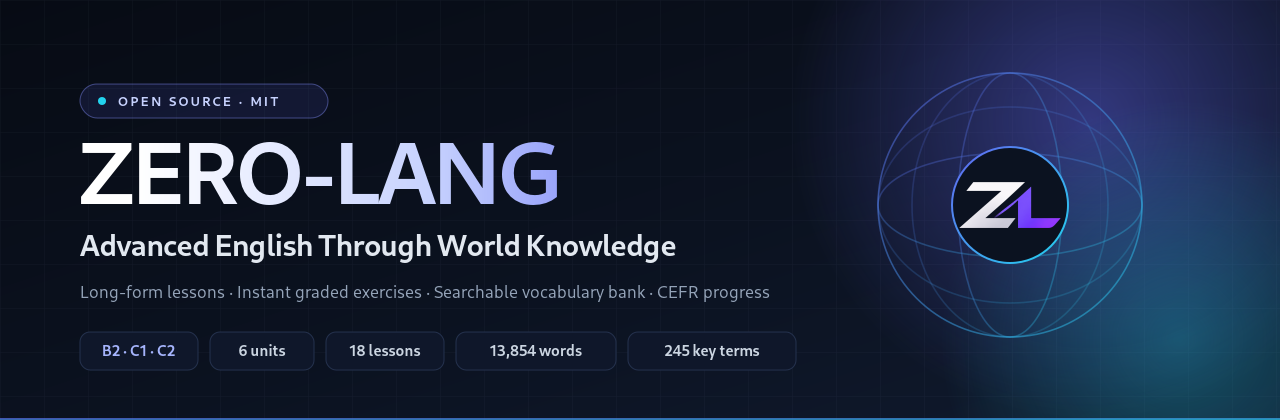 OPEN SOURCE · MIT
ZERO-LANG
Advanced English Through World Knowledge
Long-form lessons · Instant graded exercises · Searchable vocabulary bank · CEFR progress
B2 · C1 · C2
6 units
18 lessons
13,854 words
245 key terms
ZL